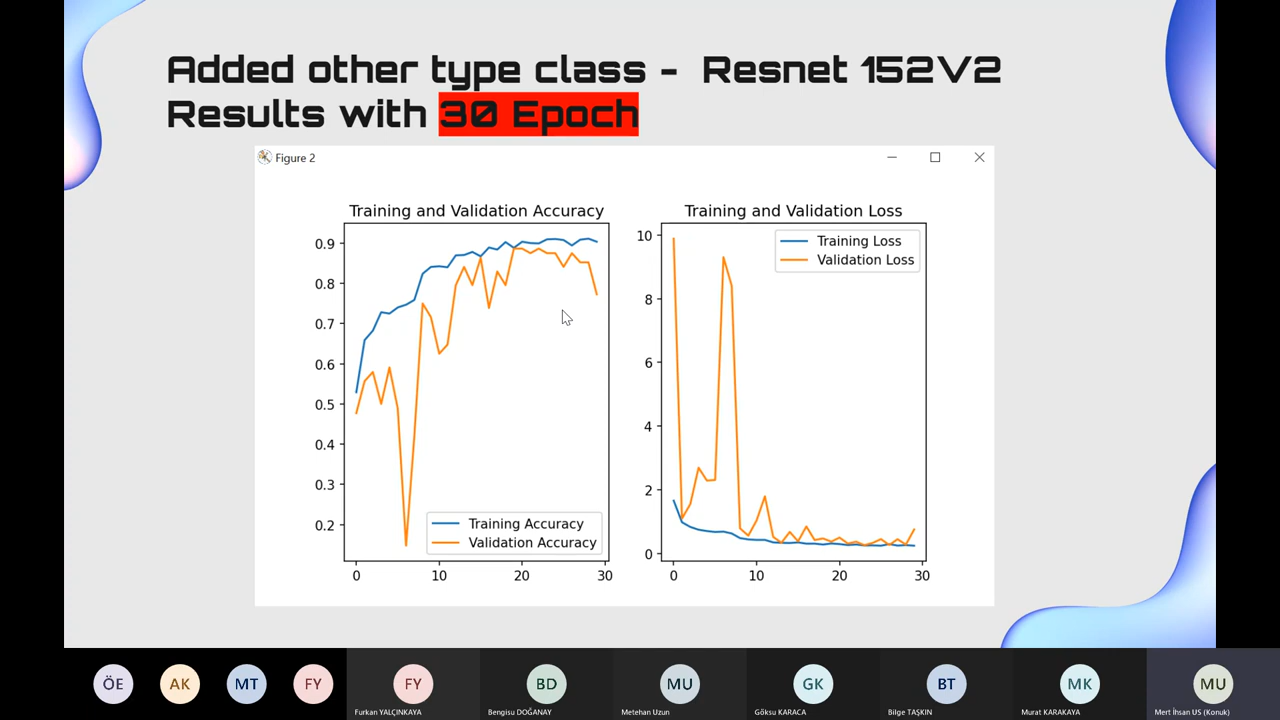 Added other type class - Resnet 152V2
Results with 30 Epoch
Figure 2
Training and Validation Accuracy
0.9
0.8
0.7
0.6
0.5
0.4
0.3
0.2
0
10
20
30
Training Accuracy
Validation Accuracy
Training and Validation Loss
10
8
6
4
2
0
0
10
20
30
Training Loss
Validation Loss
ÖE
AK
MT
FY
FY
BD
MU
GK
BT
MK
MU
Furkan YALÇINKAYA
Bengisu DOĞANAY
Metehan Uzun
Göksu KARACA
Bilge TAŞKIN
Murat KARAKAYA
Mert İhsan US (Konuk)